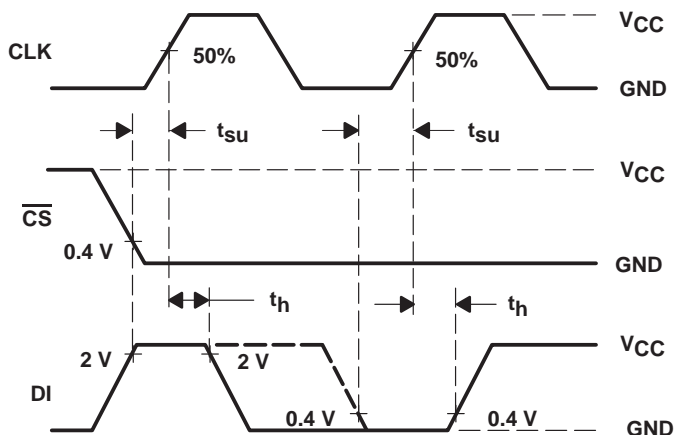 VCC
CLK
50%
50%
GND
tsu
tsu
VCC
CS
0.4 V
GND
th
th
VCC
2 V
2 V
DI
0.4 V
0.4 V
GND